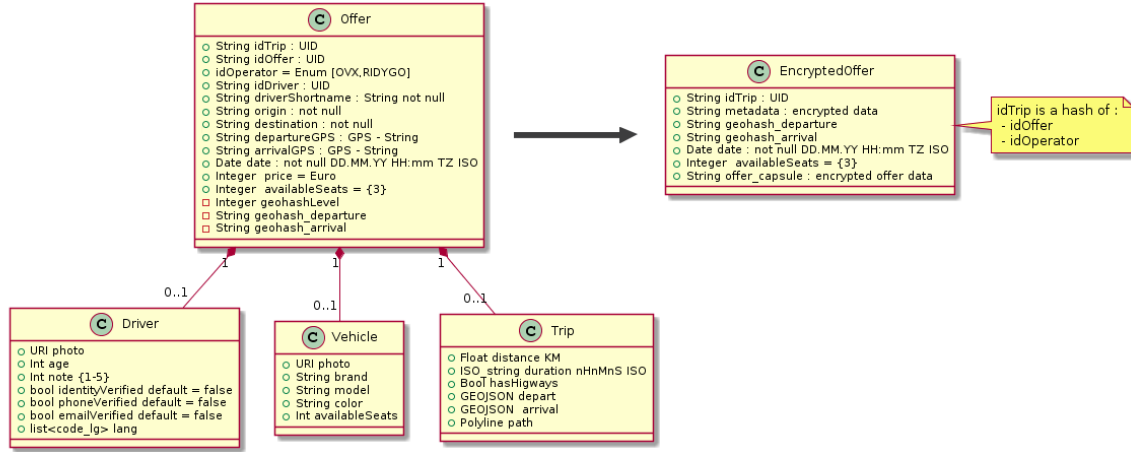 C Offer
String idTrip : UID
String idOffer : UID
idOperator = Enum [OVX,RIDYGO]
String idDriver : UID
String driverShortname : String not null
String origin : not null
String destination : not null
String departureGPS : GPS - String
String arrivalGPS : GPS - String
Date date : not null DD.MM.YY HH:mm TZ ISO
Integer  price = Euro
Integer  availableSeats = {3}
Integer geohashLevel
String geohash_departure
String geohash_arrival
C EncryptedOffer
String idTrip : UID
String metadata : encrypted data
String geohash_departure
String geohash_arrival
Date date : not null DD.MM.YY HH:mm TZ ISO
Integer  availableSeats = {3}
String offer_capsule : encrypted offer data
idTrip is a hash of :
- idOffer
- idOperator
1
1
1
0..1
0..1
0..1
C Driver
URI photo
Int age
Int note {1-5}
bool identityVerified default = false
bool phoneVerified default = false
bool emailVerified default = false
list<code_lg> lang
C Vehicle
URI photo
String brand
String model
String color
Int availableSeats
C Trip
Float distance KM
ISO_string duration nHnMnS ISO
Bool hasHigways
GEOJSON depart
GEOJSON  arrival
Polyline path